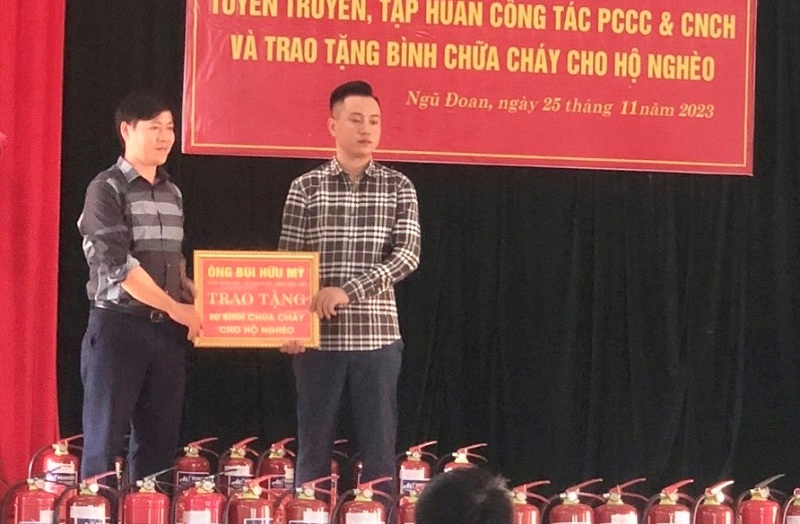 TUYÊN TRUYỀN, TẬP HUẤN CÔNG TÁC PCCC & CNCH
VÀ TRAO TẶNG BÌNH CHỮA CHÁY CHO HỘ NGHÈO
Ngũ Đoan, ngày 25 tháng 11 năm 2023
ÔNG BÙI HỮU MỸ
TRAO TẶNG
BÌNH CHỮA CHÁY
CHO HỘ NGHÈO